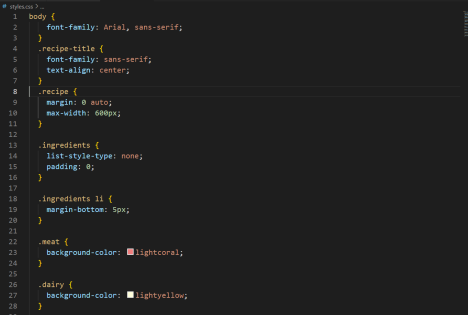 styles.css > ...
1 body {
2 font-family: Arial, sans-serif;
3 }
4 .recipe-title {
5 font-family: sans-serif;
6 text-align: center;
7 }
8 .recipe {
9 margin: 0 auto;
10 max-width: 600px;
11 }
12
13 .ingredients {
14 list-style-type: none;
15 padding: 0;
16 }
17
18 .ingredients li {
19 margin-bottom: 5px;
20 }
21
22 .meat {
23 background-color: lightcoral;
24 }
25
26 .dairy {
27 background-color: lightyellow;
28 }